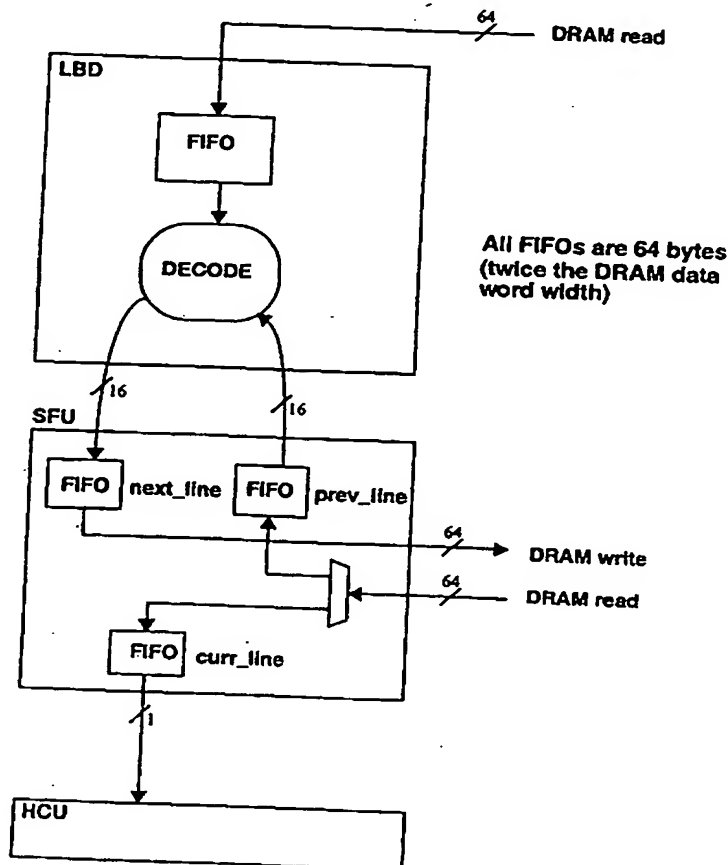 64
DRAM read
LBD
FIFO
All FIFOs are 64 bytes
(twice the DRAM data
word width)
DECODE
16
16
SFU
FIFO
next_line
FIFO
prev_line
64
DRAM write
64
DRAM read
FIFO
curr_line
1
HCU